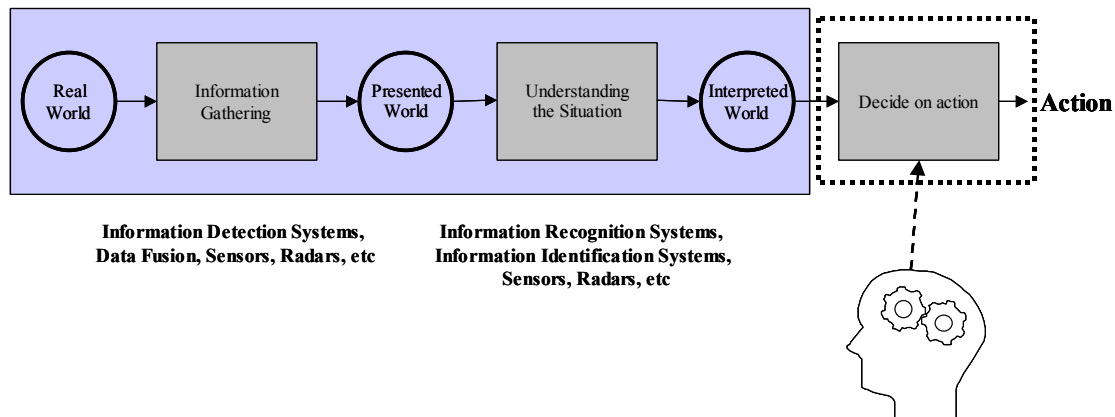 Real
World
Information
Gathering
Presented
World
Understanding
the Situation
Interpreted
World
Decide on action
Action
Information Detection Systems,
Data Fusion, Sensors, Radars, etc
Information Recognition Systems,
Information Identification Systems,
Sensors, Radars, etc